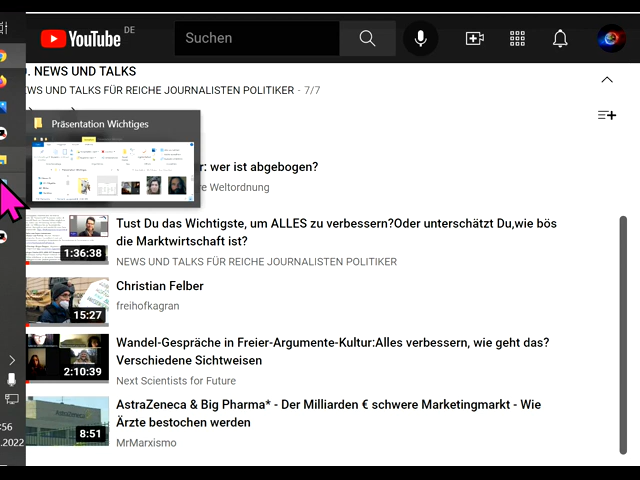 YouTube DE
Suchen
. NEWS UND TALKS
EWS UND TALKS FÜR REICHE JOURNALISTEN POLITIKER - 7/7
Präsentation Wichtiges
r: wer ist abgebogen?
re Weltordnung
Tust Du das Wichtigste, um ALLES zu verbessern?Oder unterschätzt Du,wie bös
die Marktwirtschaft ist?
1:36:38
NEWS UND TALKS FÜR REICHE JOURNALISTEN POLITIKER
Christian Felber
freihofkagran
15:27
Wandel-Gespräche in Freier-Argumente-Kultur:Alles verbessern, wie geht das?
Verschiedene Sichtweisen
2:10:39
Next Scientists for Future
AstraZeneca & Big Pharma* - Der Milliarden € schwere Marketingmarkt - Wie
Ärzte bestochen werden
8:51
MrMarxismo
:56
.2022